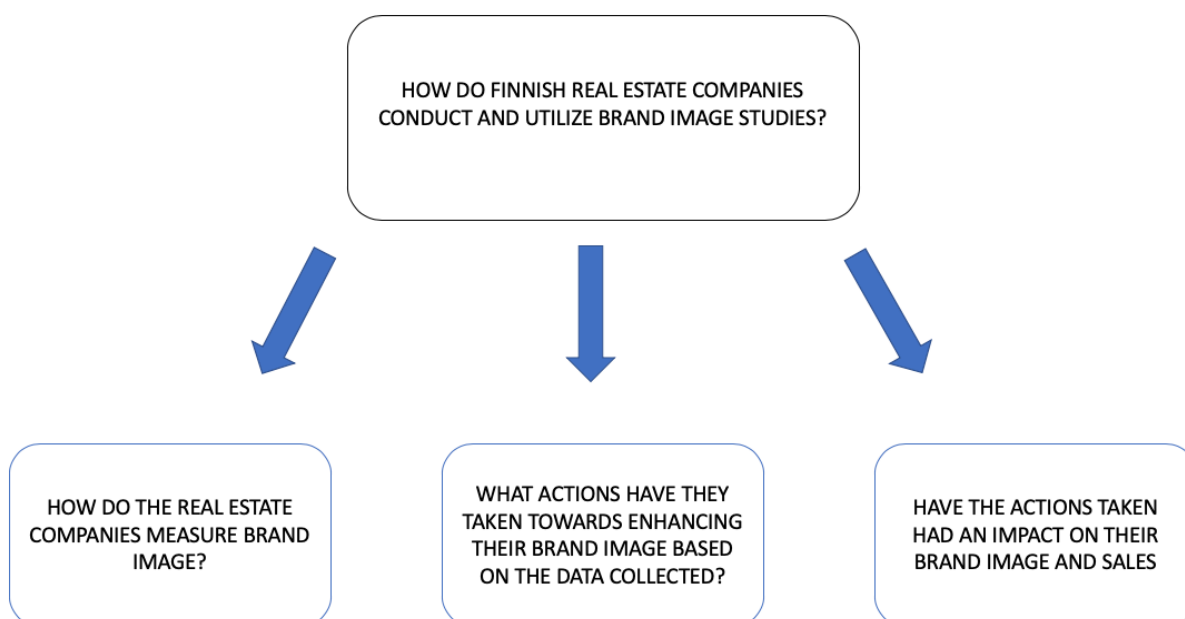 HOW DO FINNISH REAL ESTATE COMPANIES
CONDUCT AND UTILIZE BRAND IMAGE STUDIES?
HOW DO THE REAL ESTATE
COMPANIES MEASURE BRAND
IMAGE?
WHAT ACTIONS HAVE THEY
TAKEN TOWARDS ENHANCING
THEIR BRAND IMAGE BASED
ON THE DATA COLLECTED?
HAVE THE ACTIONS TAKEN
HAD AN IMPACT ON THEIR
BRAND IMAGE AND SALES